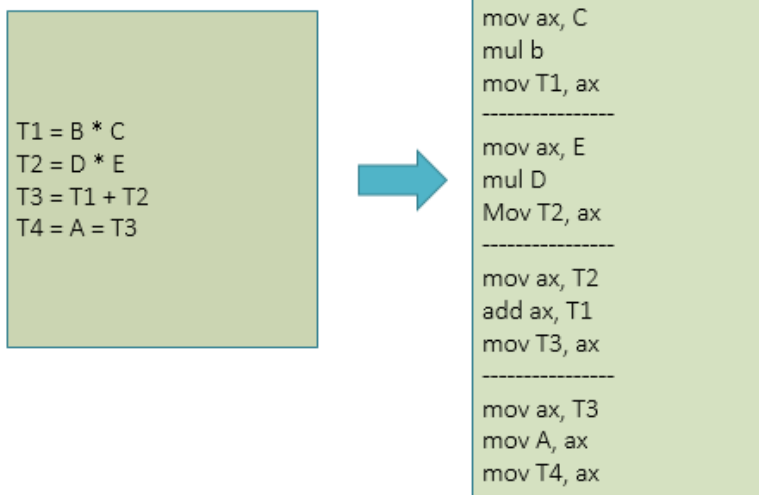 T1 = B * C
T2 = D * E
T3 = T1 + T2
T4 = A = T3
mov ax, C
mul b
mov T1, ax
----------------
mov ax, E
mul D
Mov T2, ax
----------------
mov ax, T2
add ax, T1
mov T3, ax
----------------
mov ax, T3
mov A, ax
mov T4, ax